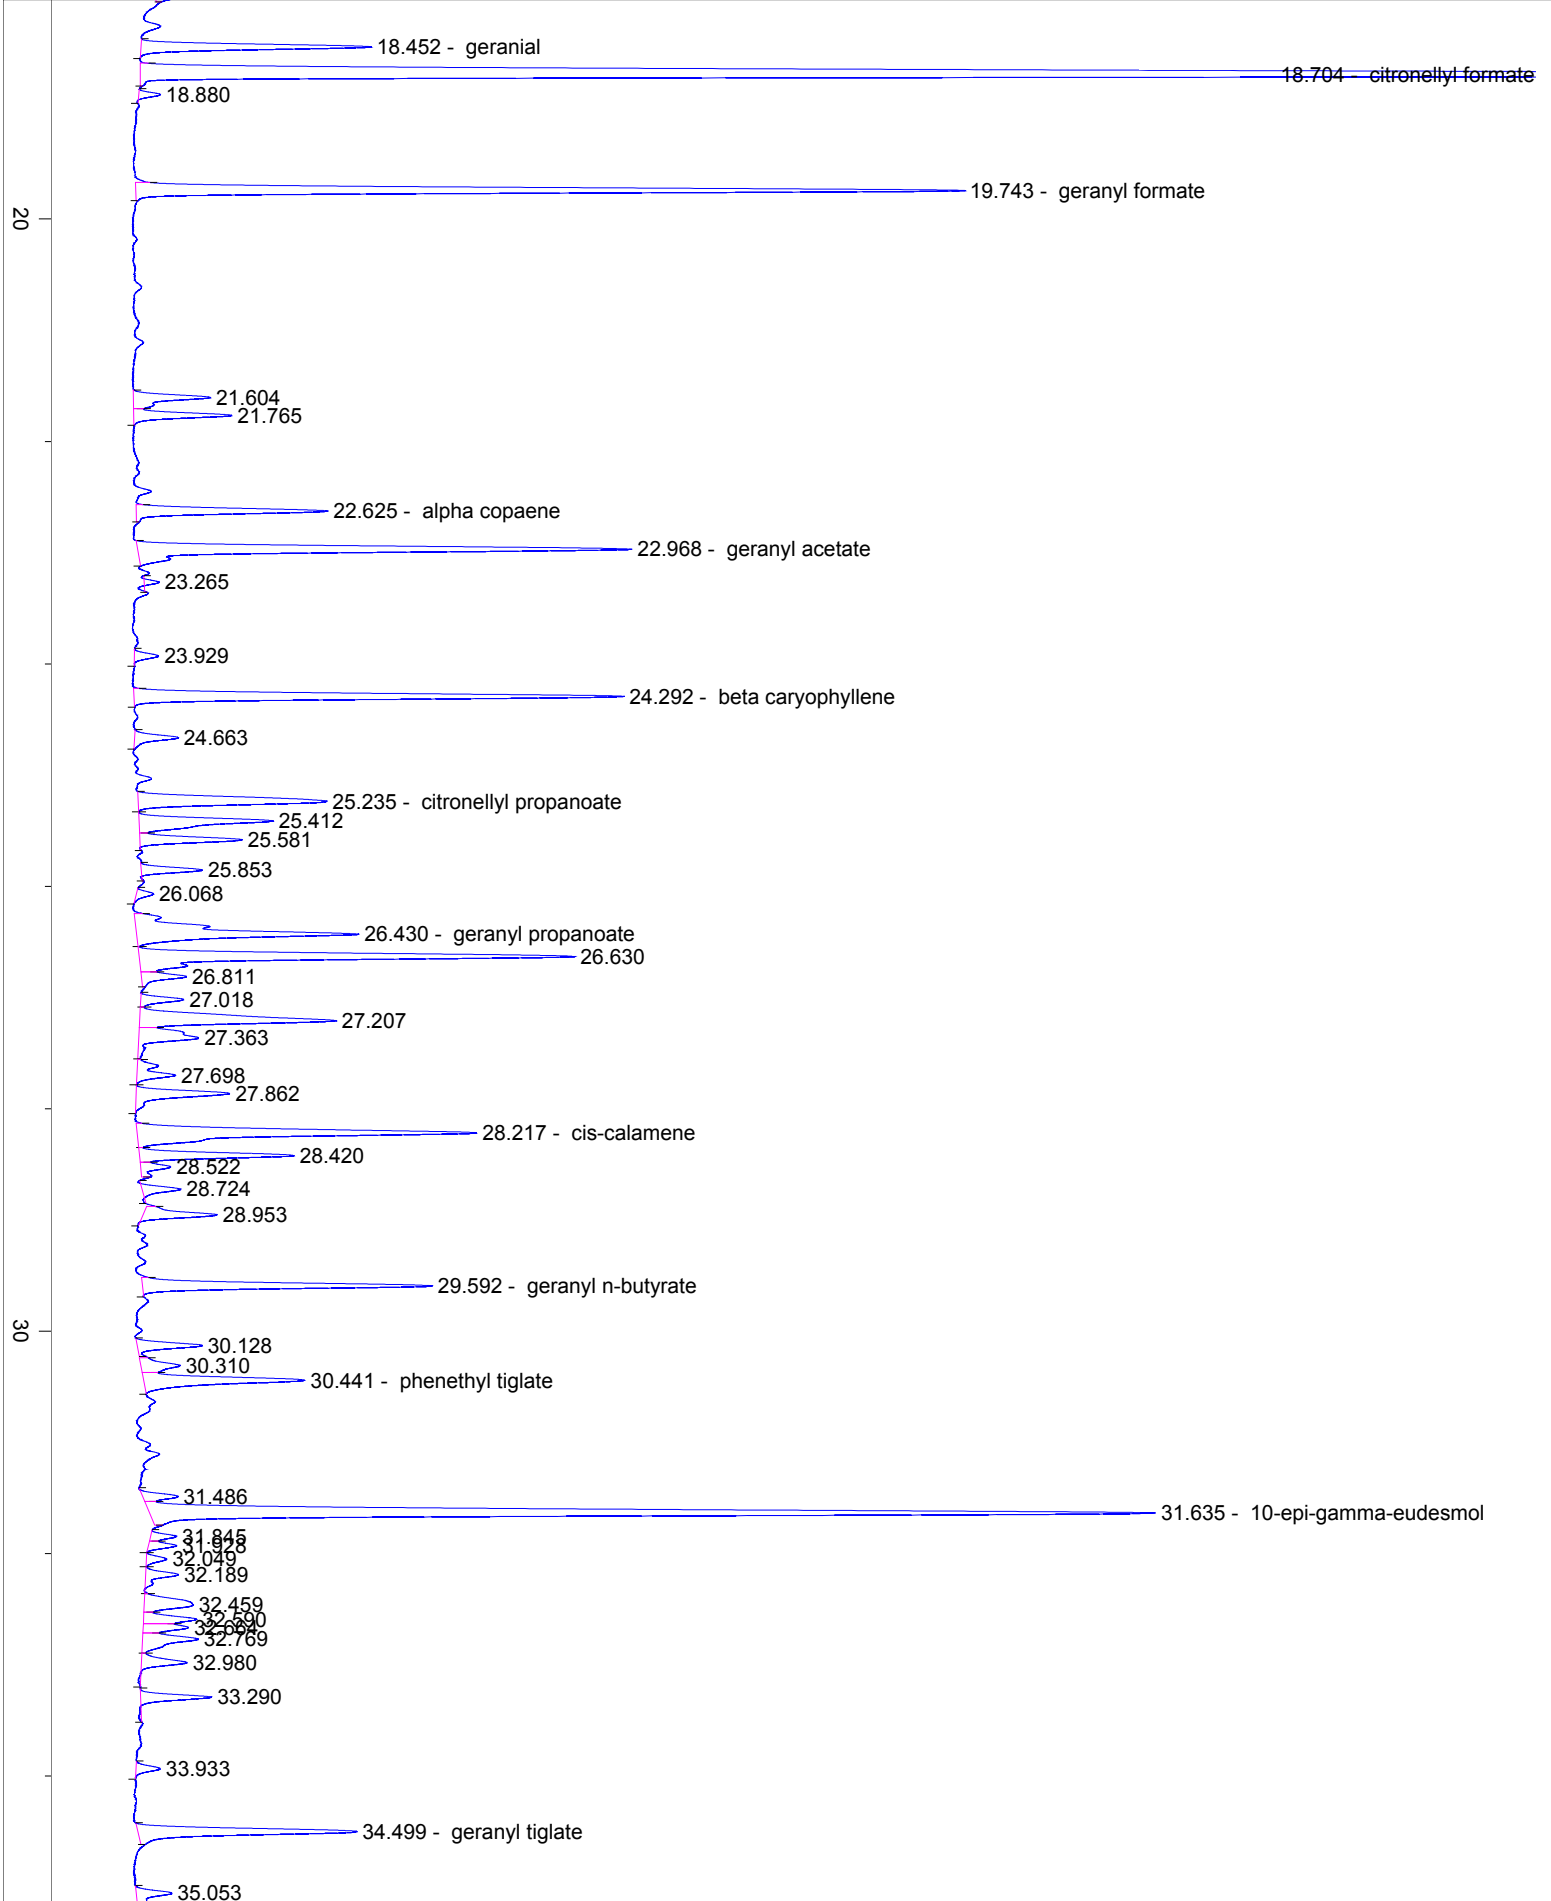 18.452 - geranial
18.704 - citronellyl formate
18.880
19.743 - geranyl formate
20
21.604
21.765
22.625 - alpha copaene
22.968 - geranyl acetate
23.265
23.929
24.292 - beta caryophyllene
24.663
25.235 - citronellyl propanoate
25.412
25.581
25.853
26.068
26.430 - geranyl propanoate
26.630
26.811
27.018
27.207
27.363
27.698
27.862
28.217 - cis-calamene
28.420
28.522
28.724
28.953
29.592 - geranyl n-butyrate
30
30.128
30.310
30.441 - phenethyl tiglate
31.486
31.635 - 10-epi-gamma-eudesmol
31.845
31.928
32.049
32.189
32.459
32.590
32.664
32.769
32.980
33.290
33.933
34.499 - geranyl tiglate
35.053